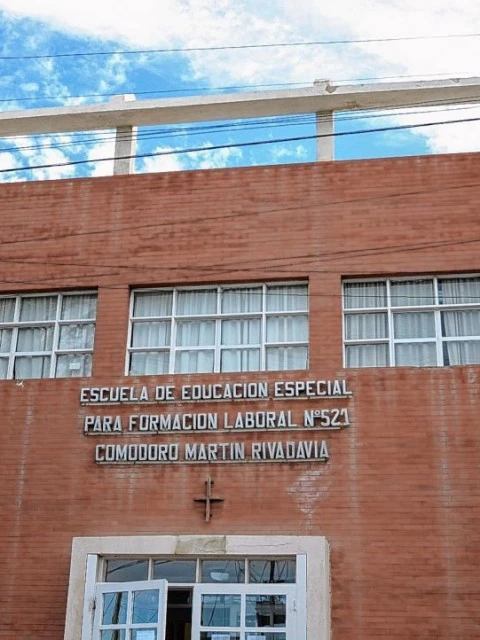 ESCUELA DE EDUCACION ESPECIAL
PARA FORMACION LABORAL Nº521
COMODORO MARTIN RIVADAVIA